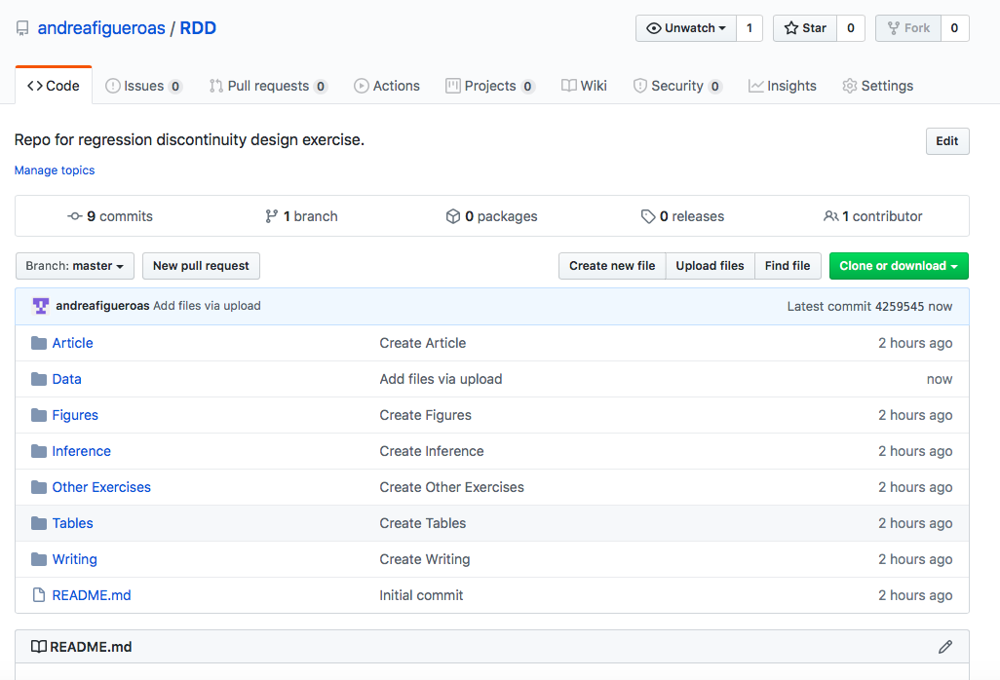 andreafigueroas / RDD
Unwatch 1 Star 0 Fork 0
Code Issues 0 Pull requests 0 Actions Projects 0 Wiki Security 0 Insights Settings
Repo for regression discontinuity design exercise. Edit
Manage topics
9 commits 1 branch 0 packages 0 releases 1 contributor
Branch: master New pull request Create new file Upload files Find file Clone or download
andreafigueroas Add files via upload Latest commit 4259545 now
Article Create Article 2 hours ago
Data Add files via upload now
Figures Create Figures 2 hours ago
Inference Create Inference 2 hours ago
Other Exercises Create Other Exercises 2 hours ago
Tables Create Tables 2 hours ago
Writing Create Writing 2 hours ago
README.md Initial commit 2 hours ago
README.md